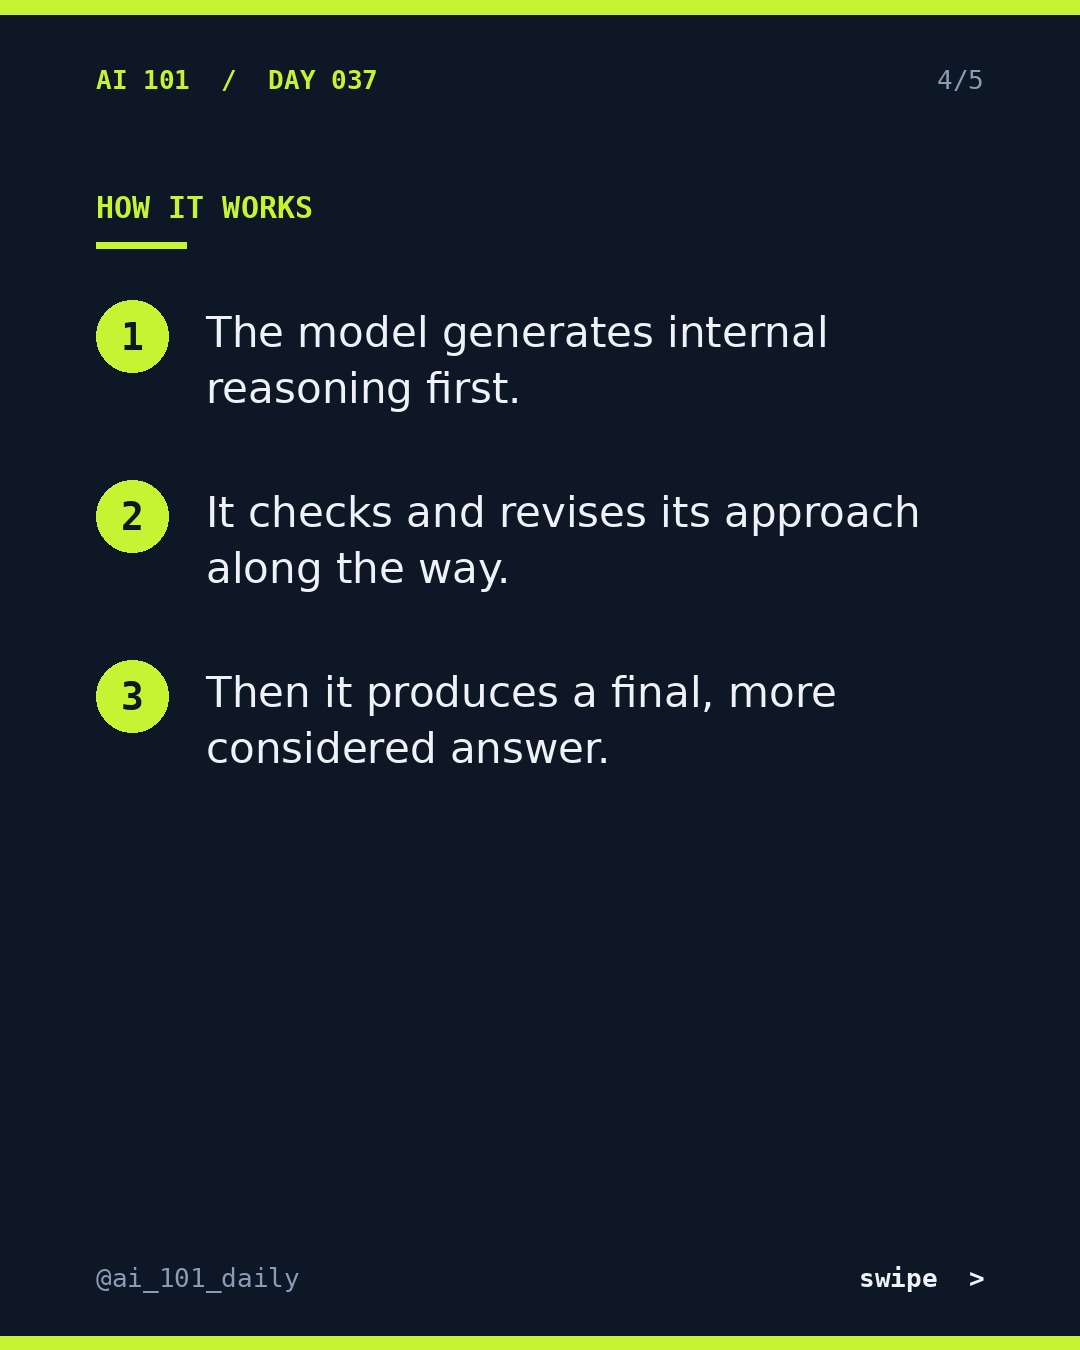 AI 101 / DAY 037
4/5
HOW IT WORKS
1 The model generates internal
reasoning first.
2 It checks and revises its approach
along the way.
3 Then it produces a final, more
considered answer.
@ai_101_daily
swipe >